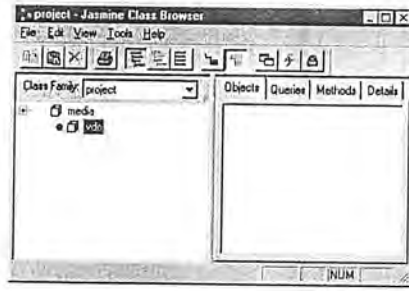 project - Jasmine Class Browser
File Edit View Tools Help
Class Family: project
Objects Queries Methods Details
media
vdo
NUM